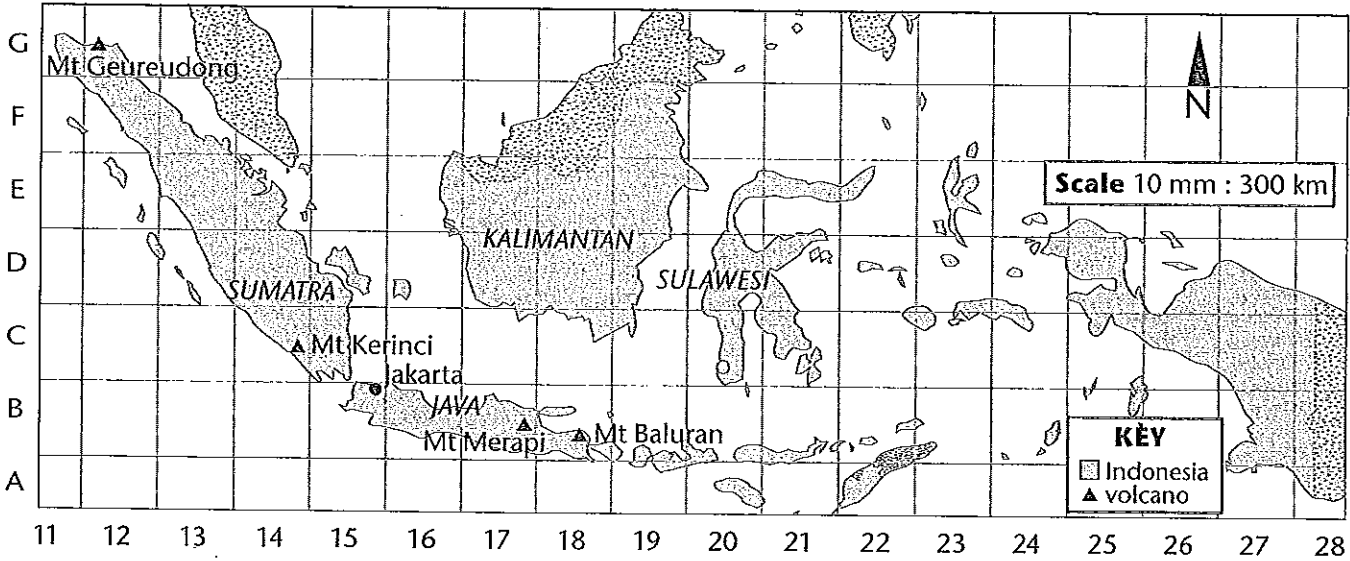 G
Mt Geureudong
N
F
E
Scale 10 mm : 300 km
KALIMANTAN
D
SULAWESI
SUMATRA
C
Mt Kerinci
Jakarta
B
JAVA
Mt Merapi
Mt Baluran
KÈY
Indonesia
volcano
A
11 12 13 14 15 16 17 18 19 20 21 22 23 24 25 26 27 28